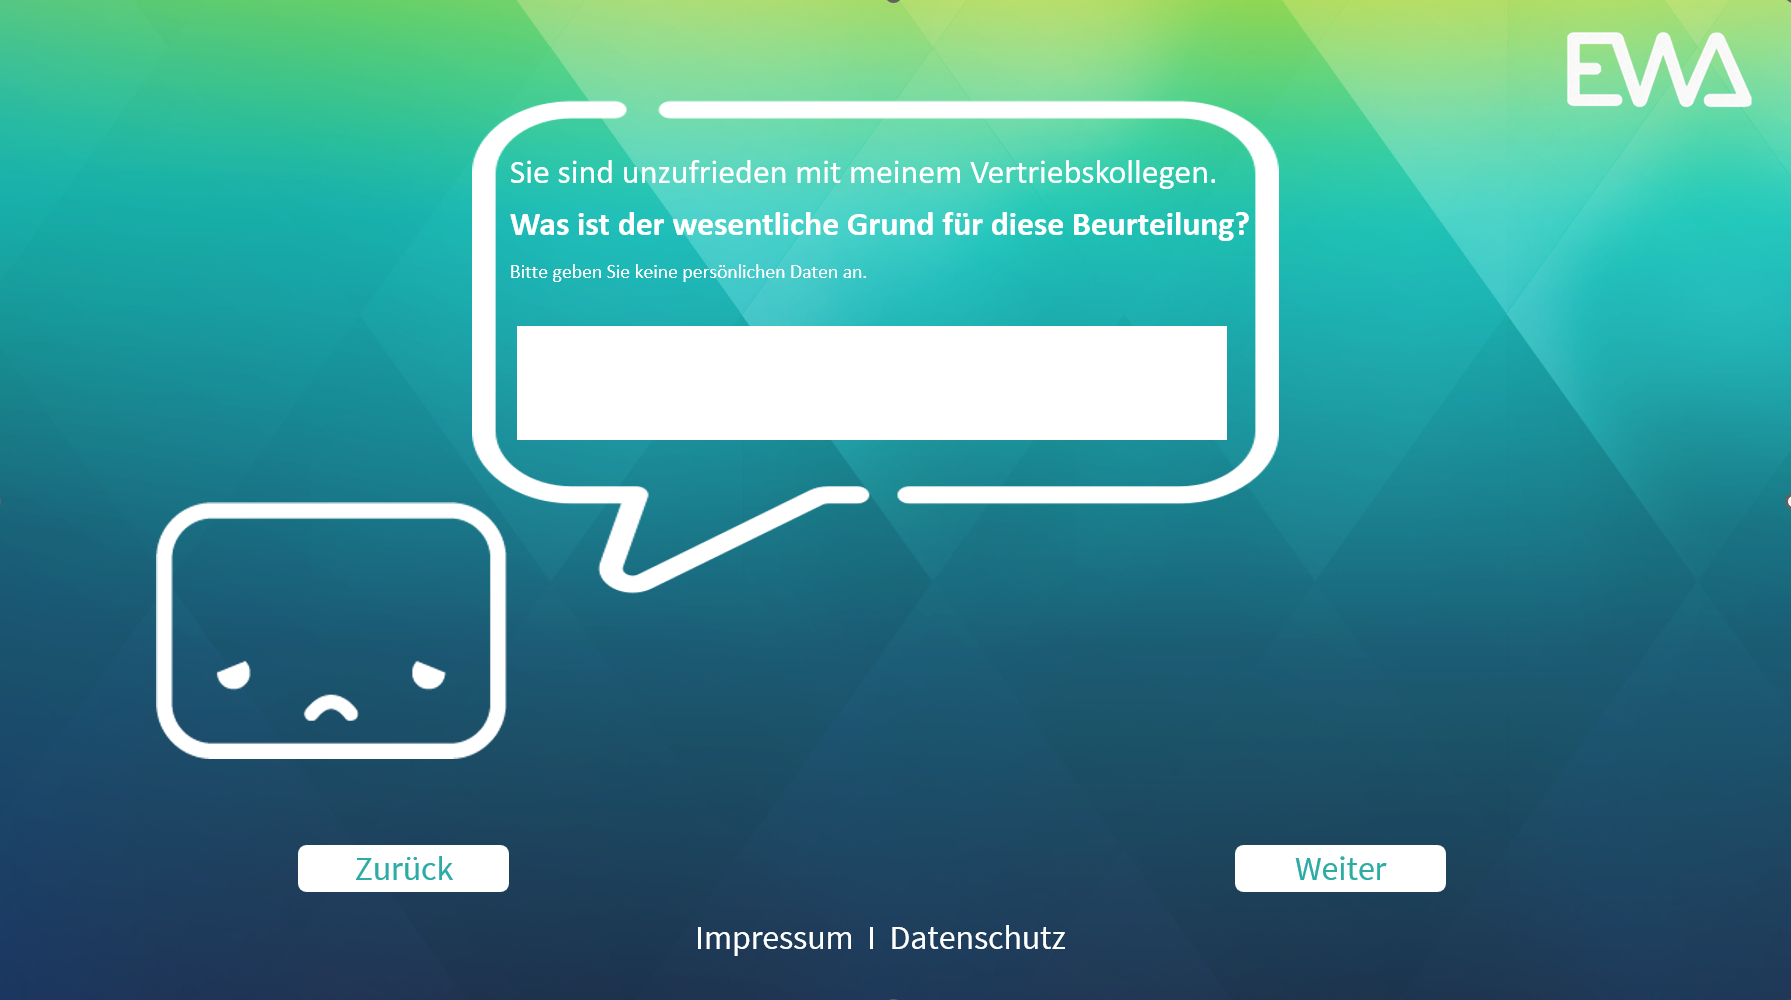 EWA
Sie sind unzufrieden mit meinem Vertriebskollegen.
Was ist der wesentliche Grund für diese Beurteilung?
Bitte geben Sie keine persönlichen Daten an.
Zurück
Weiter
Impressum I Datenschutz